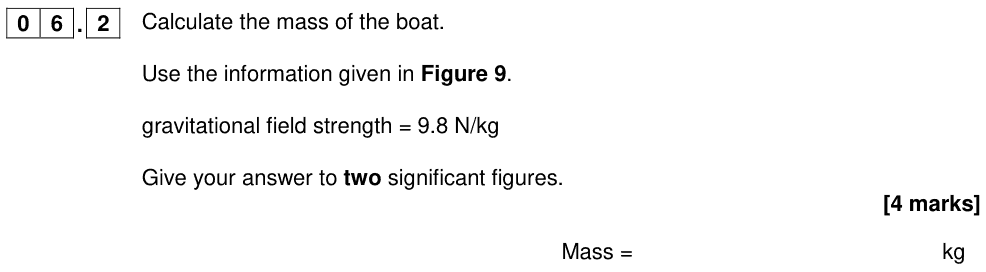 0 6 . 2 Calculate the mass of the boat.
Use the information given in Figure 9.
gravitational field strength = 9.8 N/kg
Give your answer to two significant figures.
[4 marks]
Mass = kg